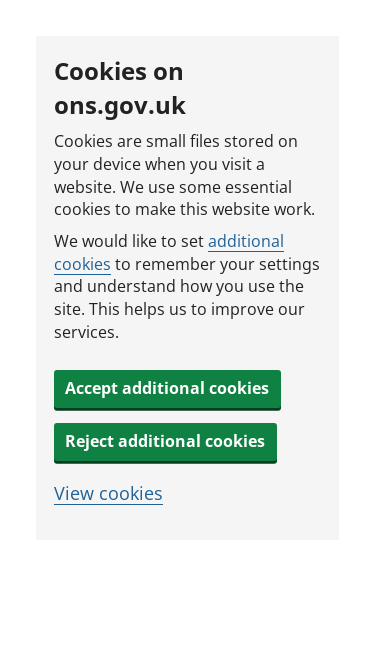 Cookies on
ons.gov.uk
Cookies are small files stored on
your device when you visit a
website. We use some essential
cookies to make this website work.
We would like to set additional
cookies to remember your settings
and understand how you use the
site. This helps us to improve our
services.
Accept additional cookies
Reject additional cookies
View cookies